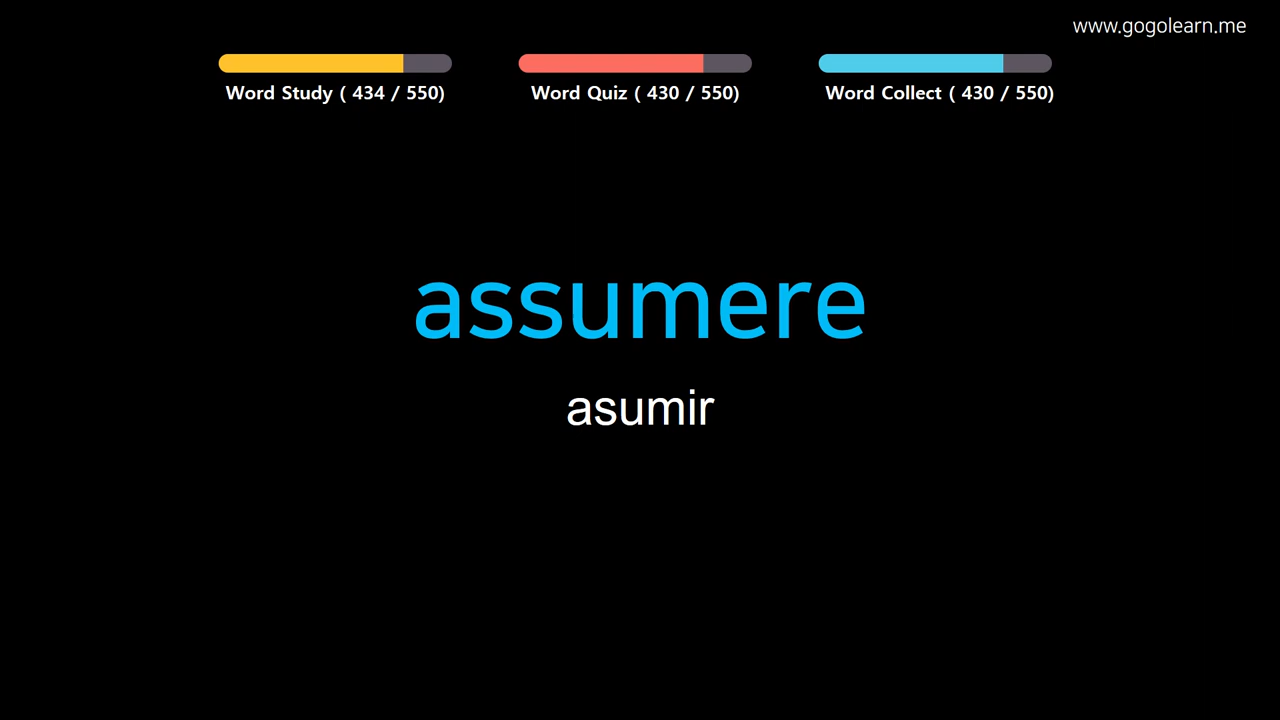 www.gogolearn.me
Word Study ( 434 / 550)
Word Quiz ( 430 / 550)
Word Collect ( 430 / 550)
assumere
asumir